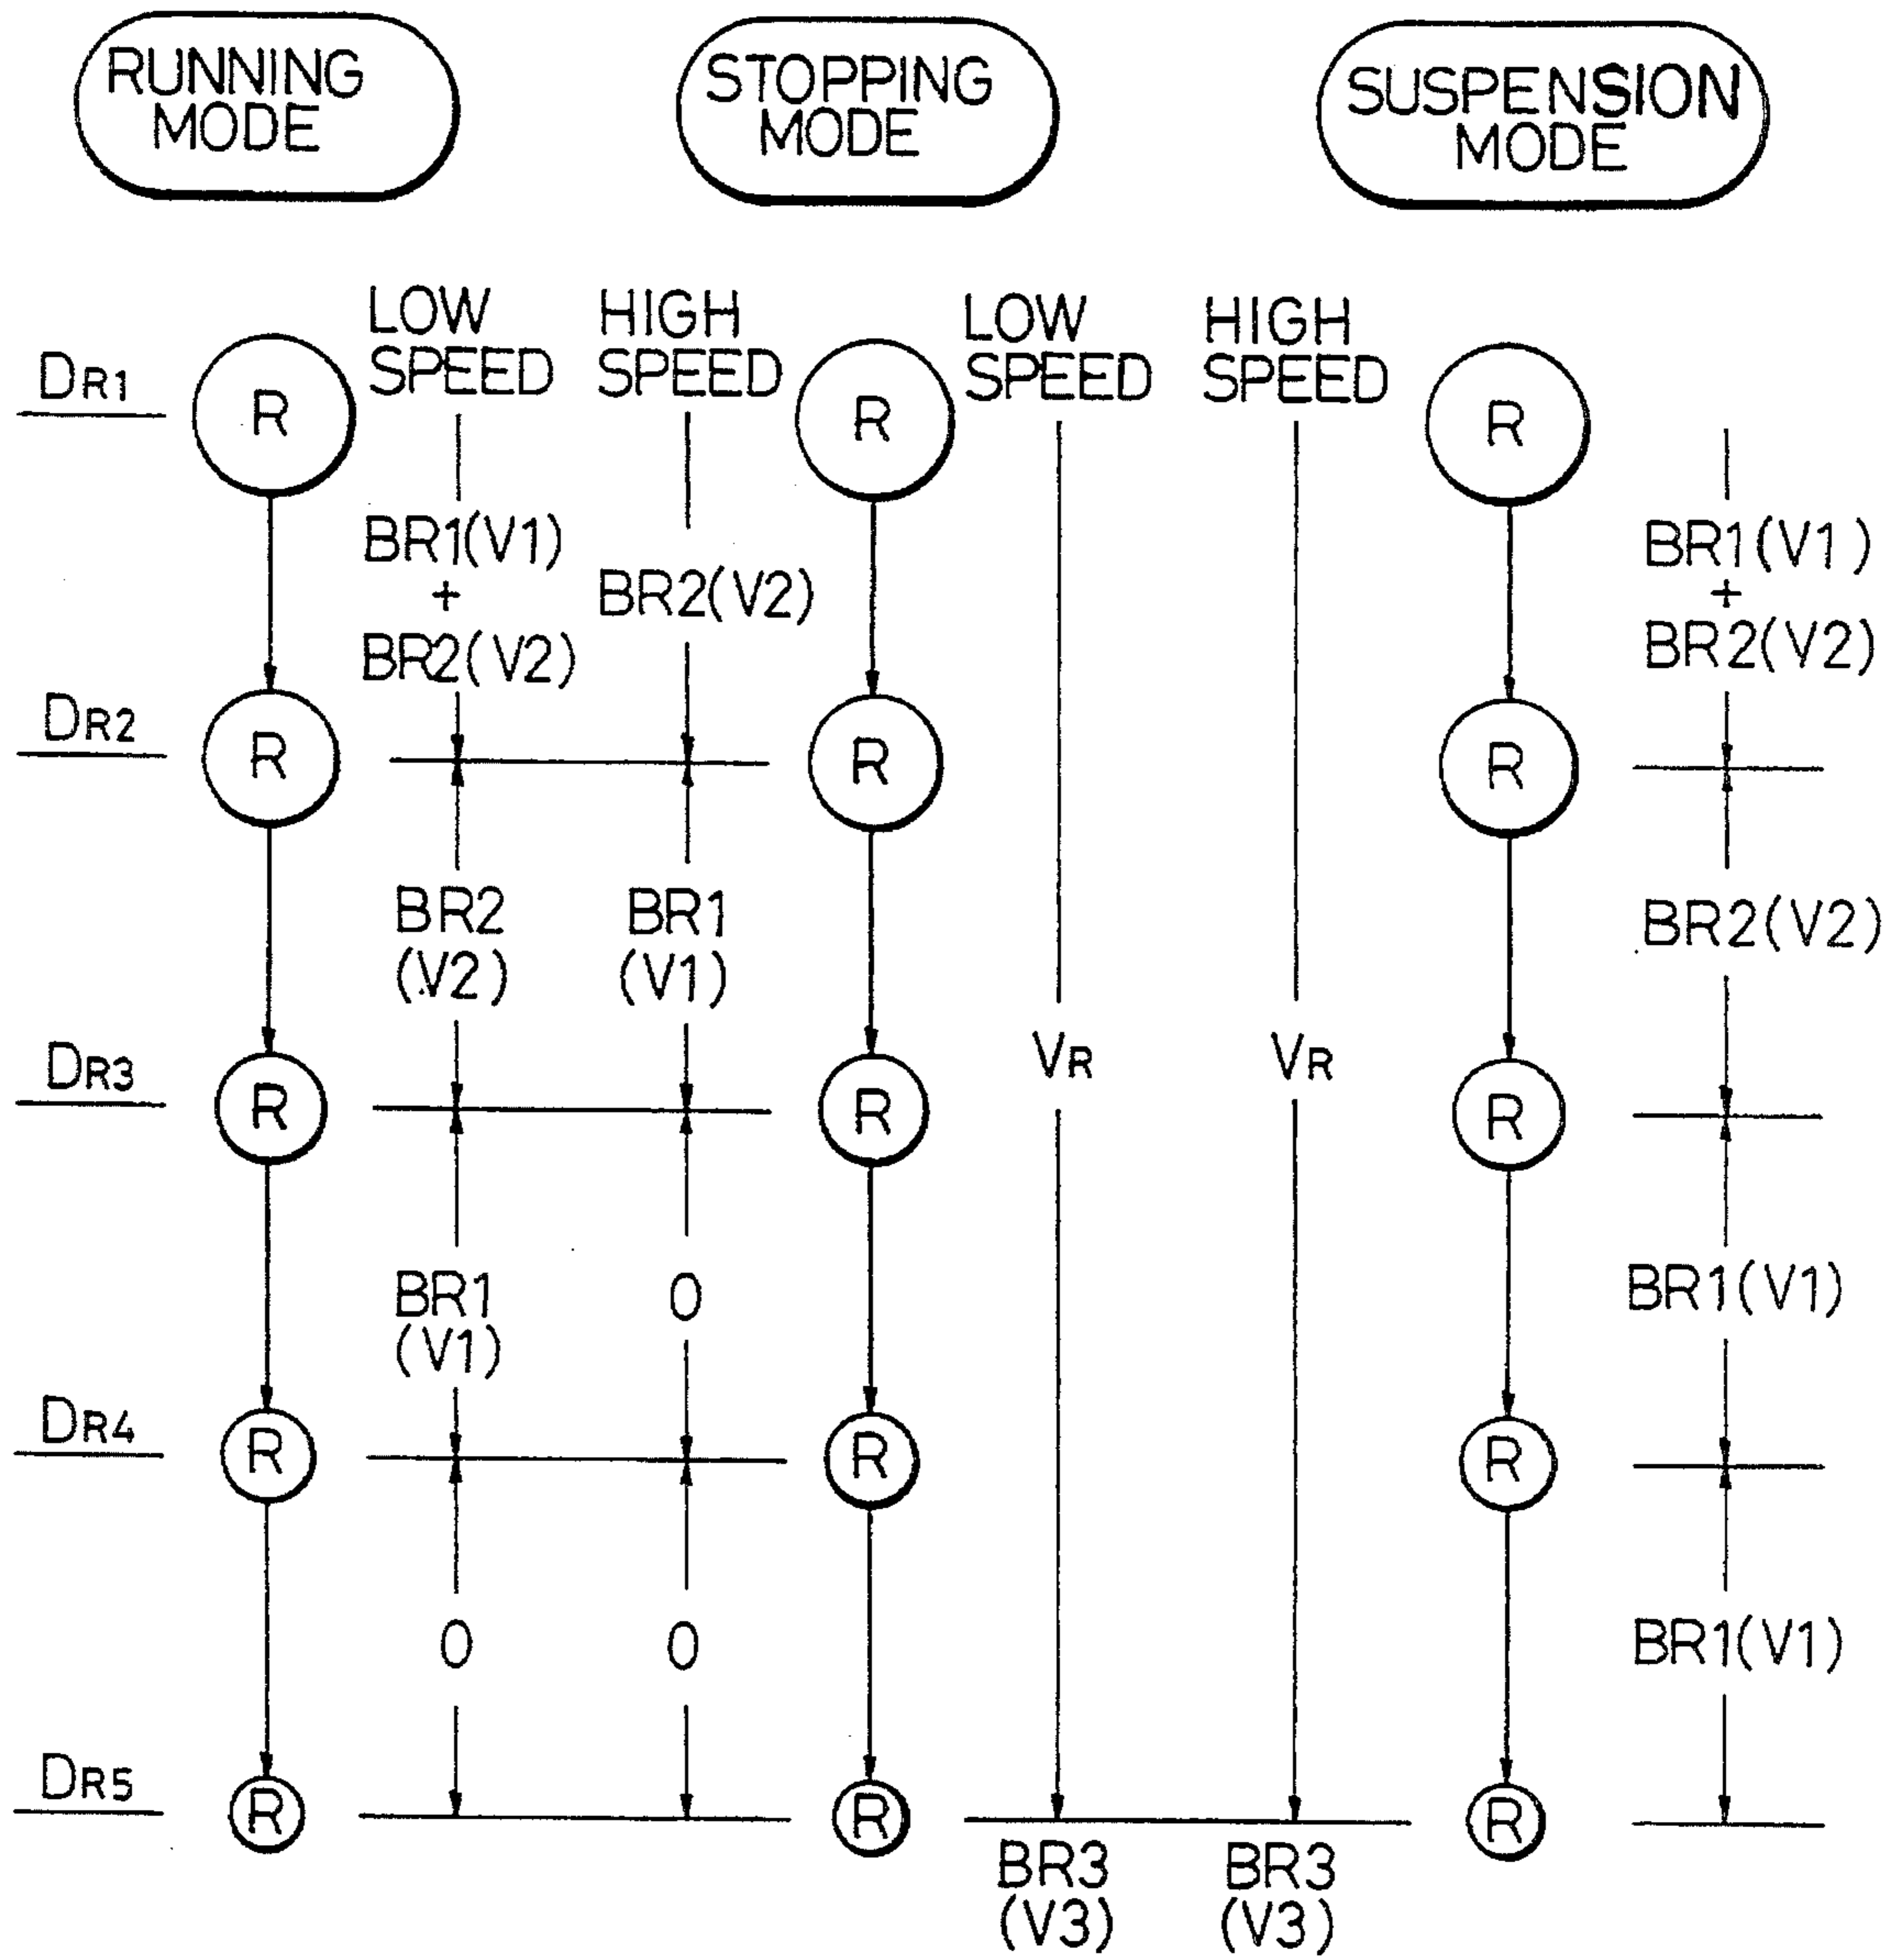 RUNNING
MODE
STOPPING
MODE
SUSPENSION
MODE
LOW
SPEED
HIGH
SPEED
LOW
SPEED
HIGH
SPEED
DR1
R
R
R
BR1(V1)
+
BR2(V2)
BR2(V2)
BR1(V1)
+
BR2(V2)
DR2
R
R
R
BR2
(V2)
BR1
(V1)
BR2(V2)
DR3
R
R
VR
VR
R
BR1
(V1)
0
BR1(V1)
DR4
R
R
R
0
0
BR1(V1)
DR5
R
R
R
BR3
(V3)
BR3
(V3)